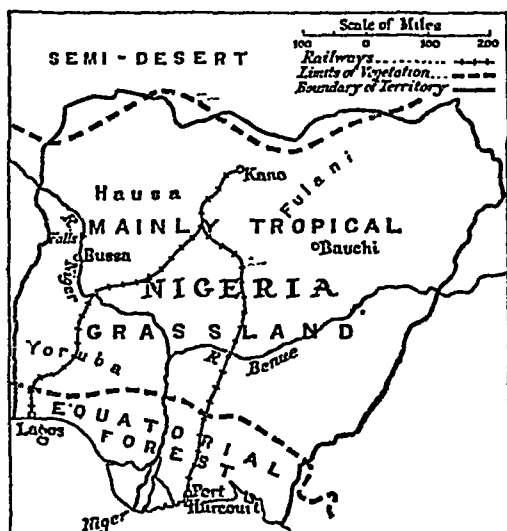 Scale of Miles
100 0 100 200
Railways
Limits of Vegetation
Boundary of Territory
SEMI-DESERT
Kano
Hausa
Fulani
MAINLY TROPICAL
R.
Falls
Bauchi
Bussa
Niger
NIGERIA
GRASSLAND
Yoruba
R. Benue
EQUATORIAL
FOREST
Lagos
Port
Hurcourt
Niger